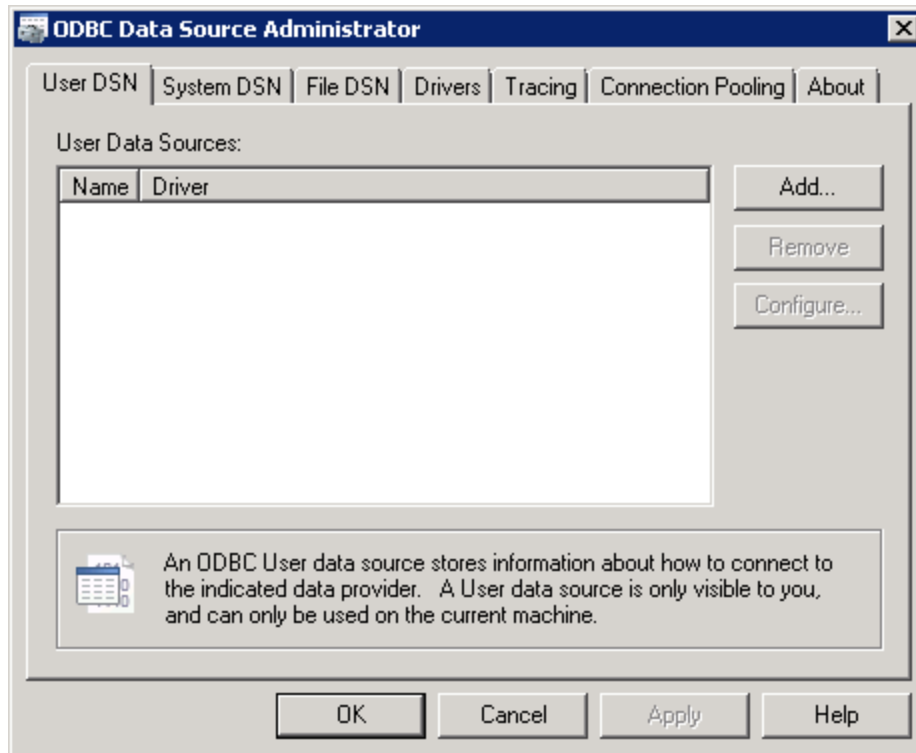 ODBC Data Source Administrator
User DSN System DSN File DSN Drivers Tracing Connection Pooling About
User Data Sources:
Name Driver
Add...
Remove
Configure...
An ODBC User data source stores information about how to connect to
the indicated data provider. A User data source is only visible to you,
and can only be used on the current machine.
OK Cancel Apply Help